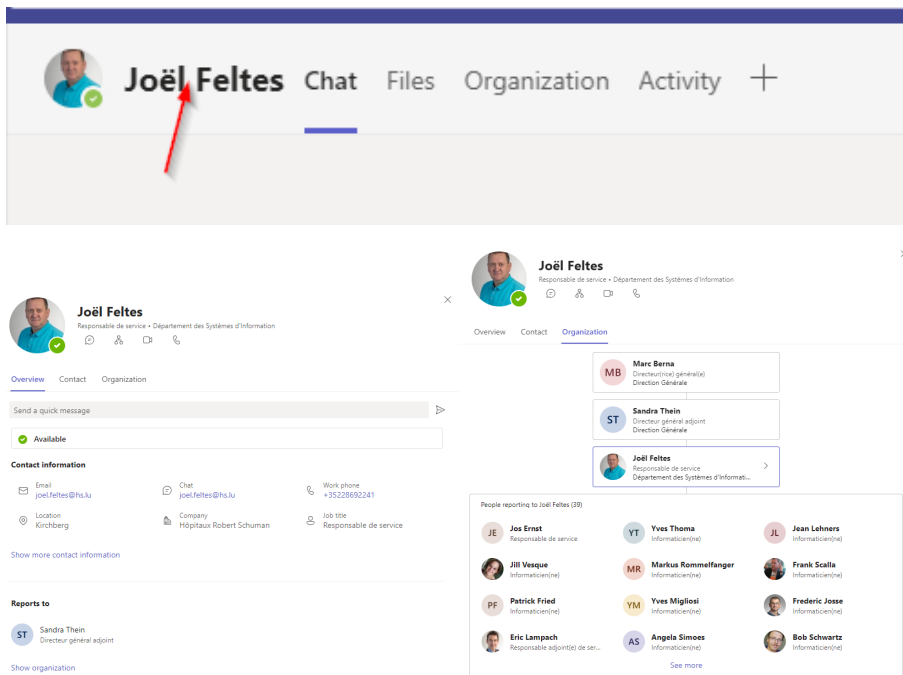 Joël Feltes Chat Files Organization Activity
Joël Feltes
Responsable de service • Département des Systèmes d'Information
Overview Contact Organization
Send a quick message
Available
Contact information
Email
joel.feltes@hs.lu
Chat
joel.feltes@hs.lu
Work phone
+35228692241
Location
Kirchberg
Company
Hôpitaux Robert Schuman
Job title
Responsable de service
Show more contact information
Reports to
ST
Sandra Thein
Directeur général adjoint
Show organization
Joël Feltes
Responsable de service • Département des Systèmes d'Information
Overview Contact Organization
MB
Marc Berna
Directeur(rice) général(e)
Direction Générale
ST
Sandra Thein
Directeur général adjoint
Direction Générale
Joël Feltes
Responsable de service
Département des Systèmes d'Informati...
People reporting to Joël Feltes (39)
JE
Jos Ernst
Responsable de service
YT
Yves Thoma
Informaticien(ne)
JL
Jean Lehners
Informaticien(ne)
Jill Vesque
Informaticien(ne)
MR
Markus Rommelfanger
Informaticien(ne)
Frank Scalla
Informaticien(ne)
PF
Patrick Fried
Informaticien(ne)
YM
Yves Migliosi
Informaticien(ne)
Frederic Josse
Informaticien(ne)
Eric Lampach
Responsable adjoint(e) de ser...
AS
Angela Simoes
Informaticien(ne)
Bob Schwartz
Informaticien(ne)
See more